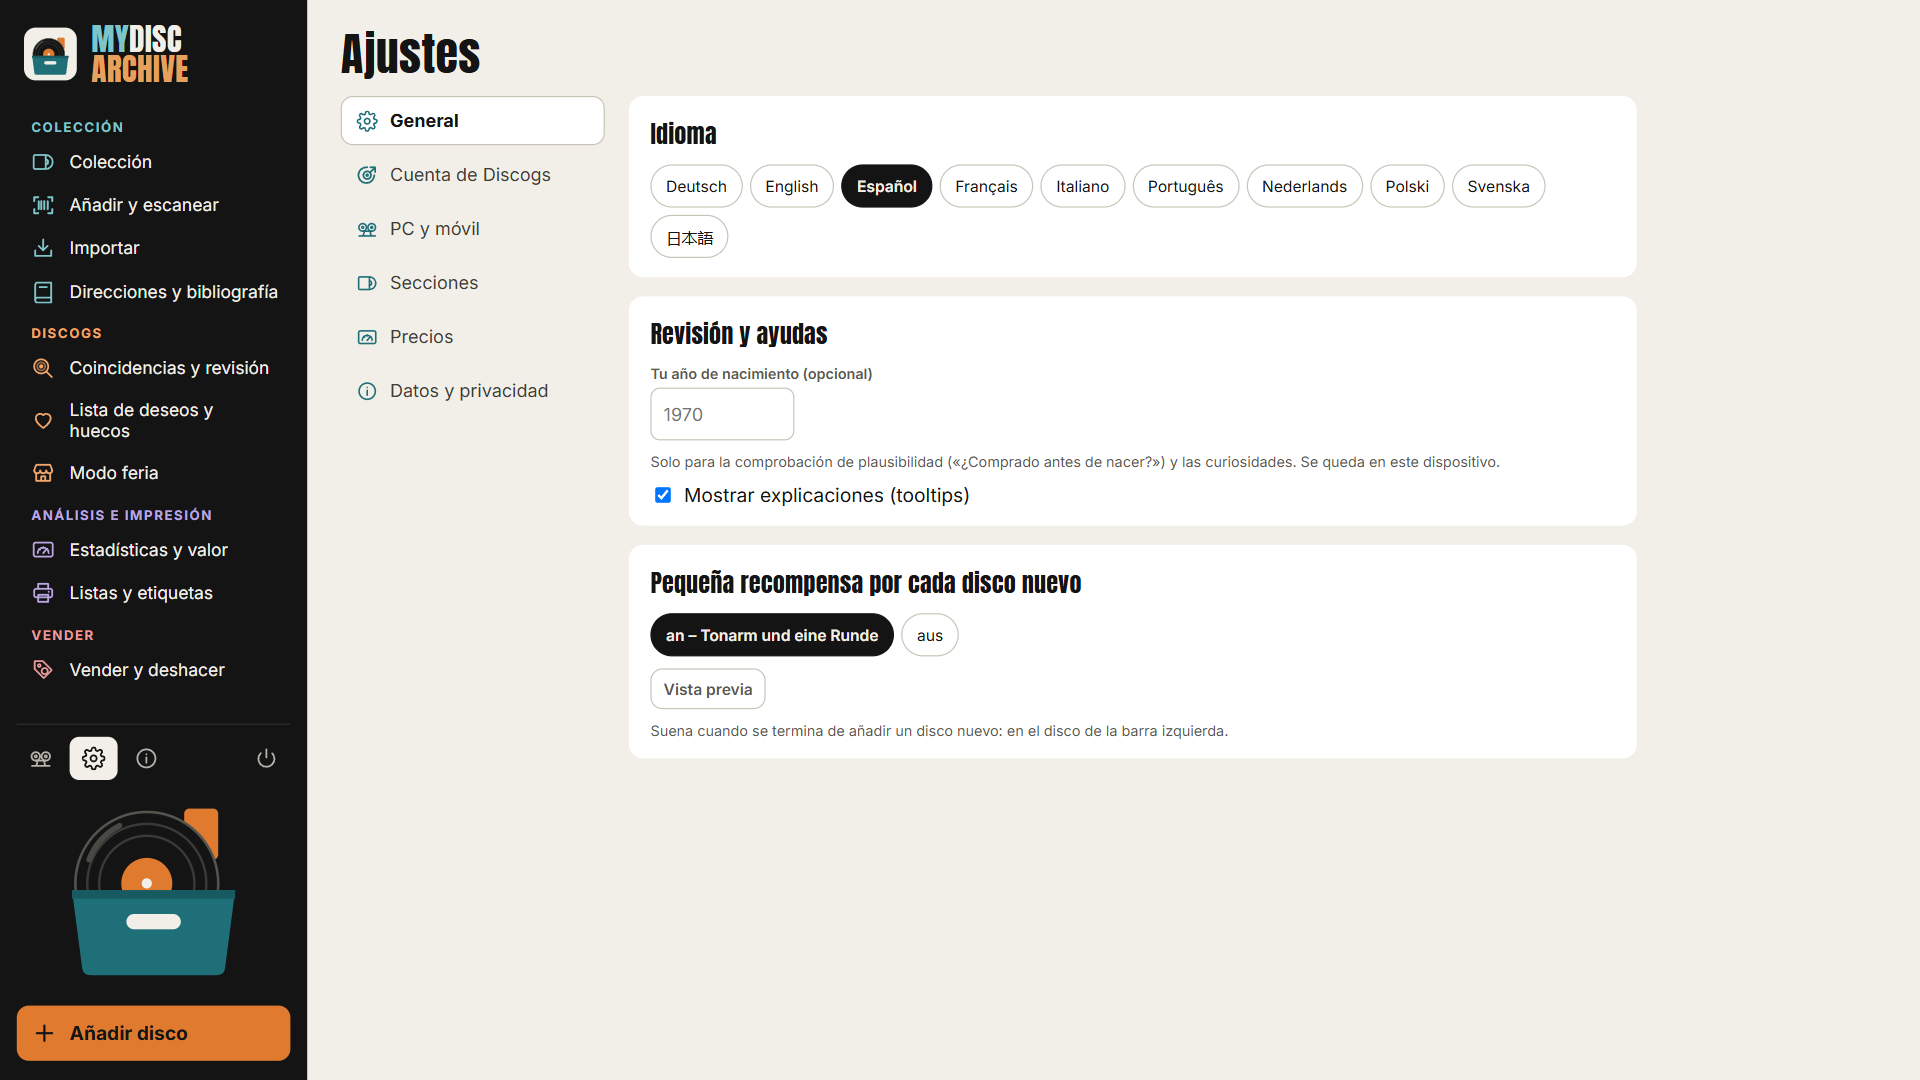 MYDISC
ARCHIVE
COLECCIÓN
Colección
Añadir y escanear
Importar
Direcciones y bibliografía
DISCOGS
Coincidencias y revisión
Lista de deseos y
huecos
Modo feria
ANÁLISIS E IMPRESIÓN
Estadísticas y valor
Listas y etiquetas
VENDER
Vender y deshacer
Añadir disco
Ajustes
General
Cuenta de Discogs
PC y móvil
Secciones
Precios
Datos y privacidad
Idioma
Deutsch English Español Français Italiano Português Nederlands Polski Svenska
日本語
Revisión y ayudas
Tu año de nacimiento (opcional)
1970
Solo para la comprobación de plausibilidad («¿Comprado antes de nacer?») y las curiosidades. Se queda en este dispositivo.
Mostrar explicaciones (tooltips)
Pequeña recompensa por cada disco nuevo
an – Tonarm und eine Runde aus
Vista previa
Suena cuando se termina de añadir un disco nuevo: en el disco de la barra izquierda.